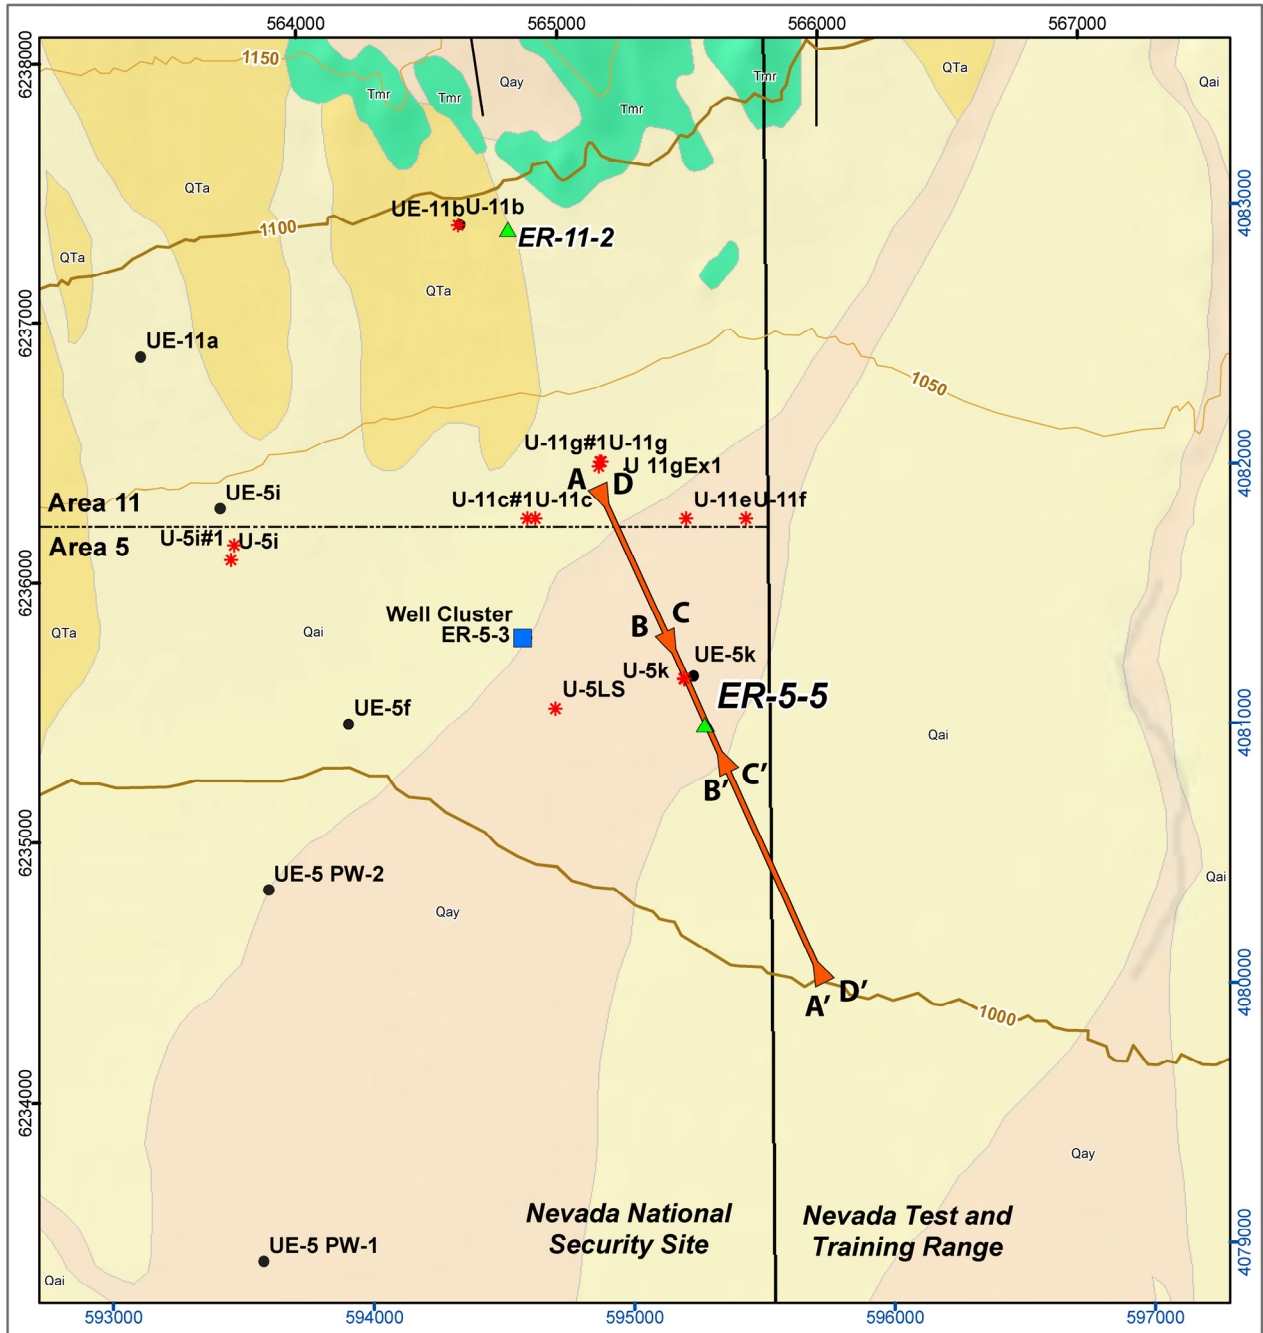 564000
565000
566000
567000
6238000
1150
Tmr
Tmr
Qay
Tmr
Tmr
QTa
Qai
QTa
4083000
UE-11b
U-11b
1100
ER-11-2
QTa
QTa
6237000
UE-11a
1050
U-11g#1
U-11g
U 11gEx1
4082000
A
D
UE-5i
U-11c#1
U-11c
U-11e
U-11f
Area 11
Area 5
U-5i#1
U-5i
6236000
Well Cluster
ER-5-3
B
C
QTa
Qai
UE-5k
U-5k
U-5LS
ER-5-5
UE-5f
4081000
Qai
C′
B′
6235000
UE-5 PW-2
Qai
Qay
4080000
A′
D′
1000
6234000
Qay
Nevada National
Security Site
Nevada Test and
Training Range
UE-5 PW-1
4079000
Qai
593000
594000
595000
596000
597000